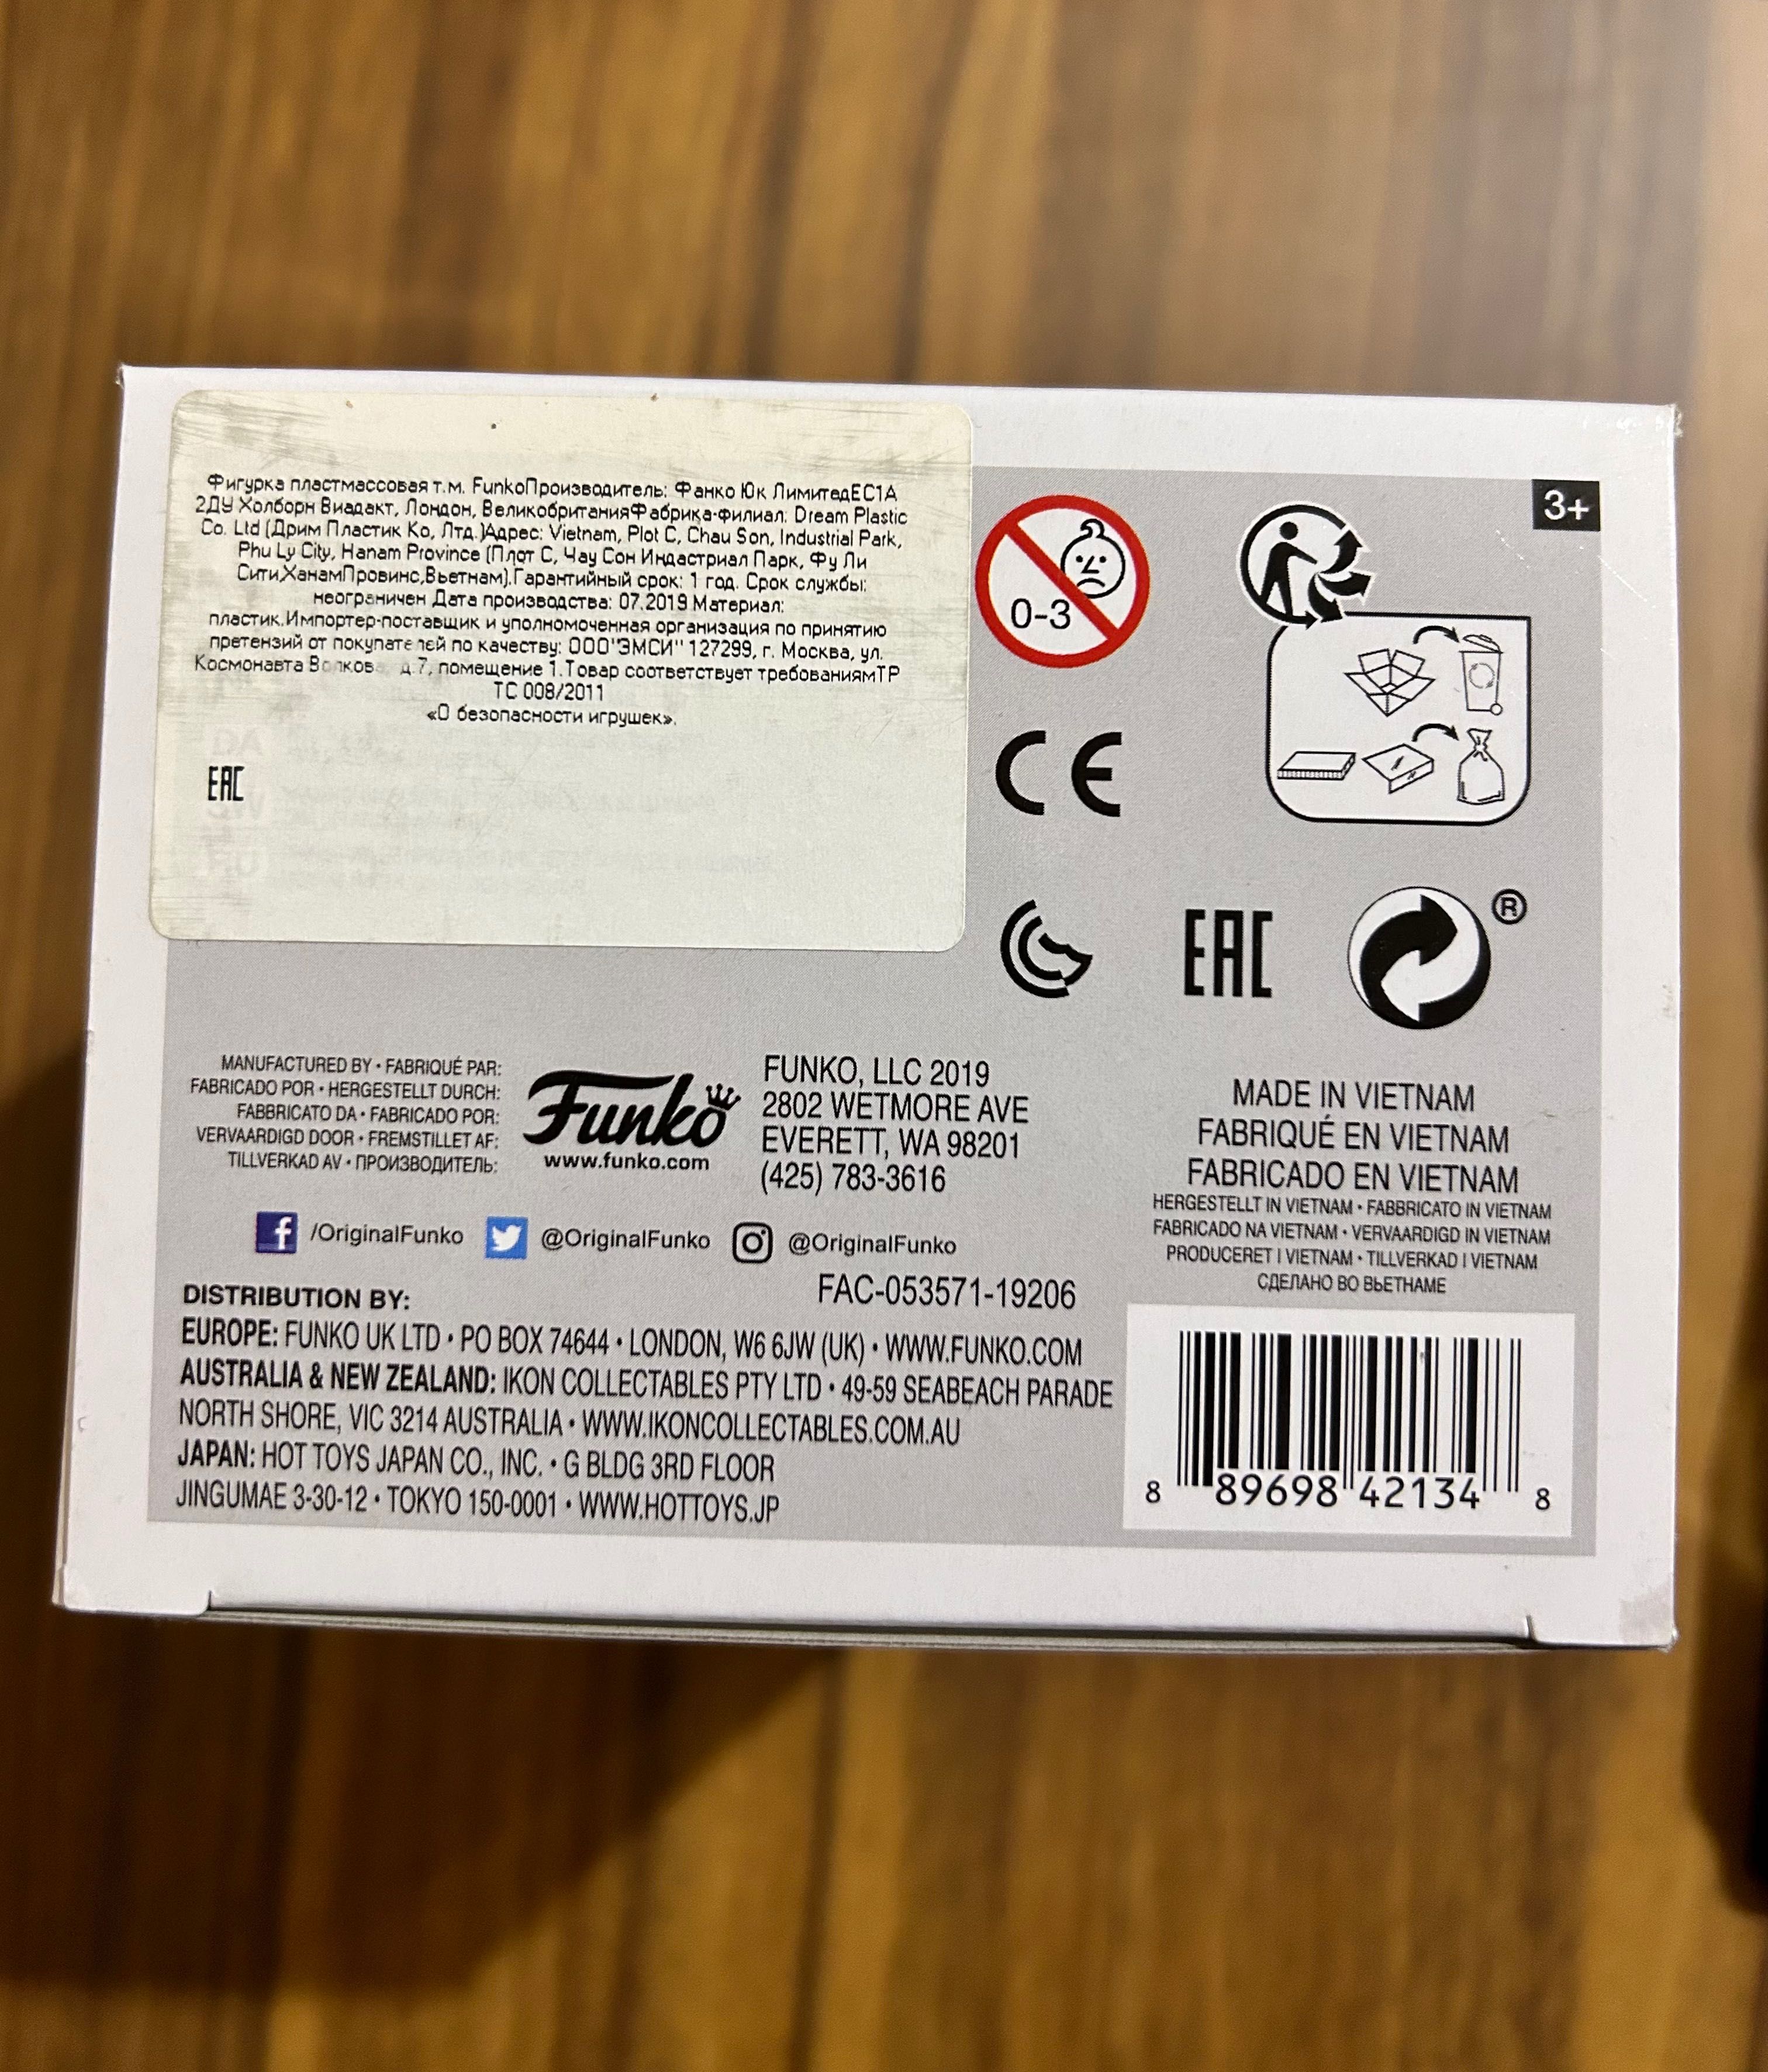 Фигурка пластмассовая т.м. FunkoПроизводитель: Фанко Юк ЛимитедЕС1А
2ДУ Холборн Виадакт, Лондон, ВеликобританияФабрика-филиал: Dream Plastic
Co. Ltd (Дрим Пластик Ко, Лтд.)Адрес: Vietnam, Plot C, Chau Son, Industrial Park,
Phu Ly City, Hanam Province (Плот С, Чау Сон Индастриал Парк, Фу Ли
Сити,ХанамПровинс,Вьетнам).Гарантийный срок: 1 год. Срок службы:
неограничен Дата производства: 07.2019 Материал:
пластик.Импортер-поставщик и уполномоченная организация по принятию
претензий от покупателей по качеству: ООО"ЭМСИ" 127299, г. Москва, ул.
Космонавта Волкова д.7, помещение 1.Товар соответствует требованиямТР
ТС 008/2011
«О безопасности игрушек».
EAC
3+
0-3
CE
EAC
®
MANUFACTURED BY • FABRIQUÉ PAR:
FABRICADO POR • HERGESTELLT DURCH:
FABBRICATO DA • FABRICADO POR:
VERVAARDIGD DOOR • FREMSTILLET AF:
TILLVERKAD AV • ПРОИЗВОДИТЕЛЬ:
Funko
www.funko.com
FUNKO, LLC 2019
2802 WETMORE AVE
EVERETT, WA 98201
(425) 783-3616
MADE IN VIETNAM
FABRIQUÉ EN VIETNAM
FABRICADO EN VIETNAM
HERGESTELLT IN VIETNAM • FABBRICATO IN VIETNAM
FABRICADO NA VIETNAM • VERVAARDIGD IN VIETNAM
PRODUCERET I VIETNAM • TILLVERKAD I VIETNAM
СДЕЛАНО ВО ВЬЕТНАМЕ
/OriginalFunko @OriginalFunko @OriginalFunko
FAC-053571-19206
DISTRIBUTION BY:
EUROPE: FUNKO UK LTD • PO BOX 74644 • LONDON, W6 6JW (UK) • WWW.FUNKO.COM
AUSTRALIA & NEW ZEALAND: IKON COLLECTABLES PTY LTD • 49-59 SEABEACH PARADE
NORTH SHORE, VIC 3214 AUSTRALIA • WWW.IKONCOLLECTABLES.COM.AU
JAPAN: HOT TOYS JAPAN CO., INC. • G BLDG 3RD FLOOR
JINGUMAE 3-30-12 • TOKYO 150-0001 • WWW.HOTTOYS.JP
8 89698 42134 8